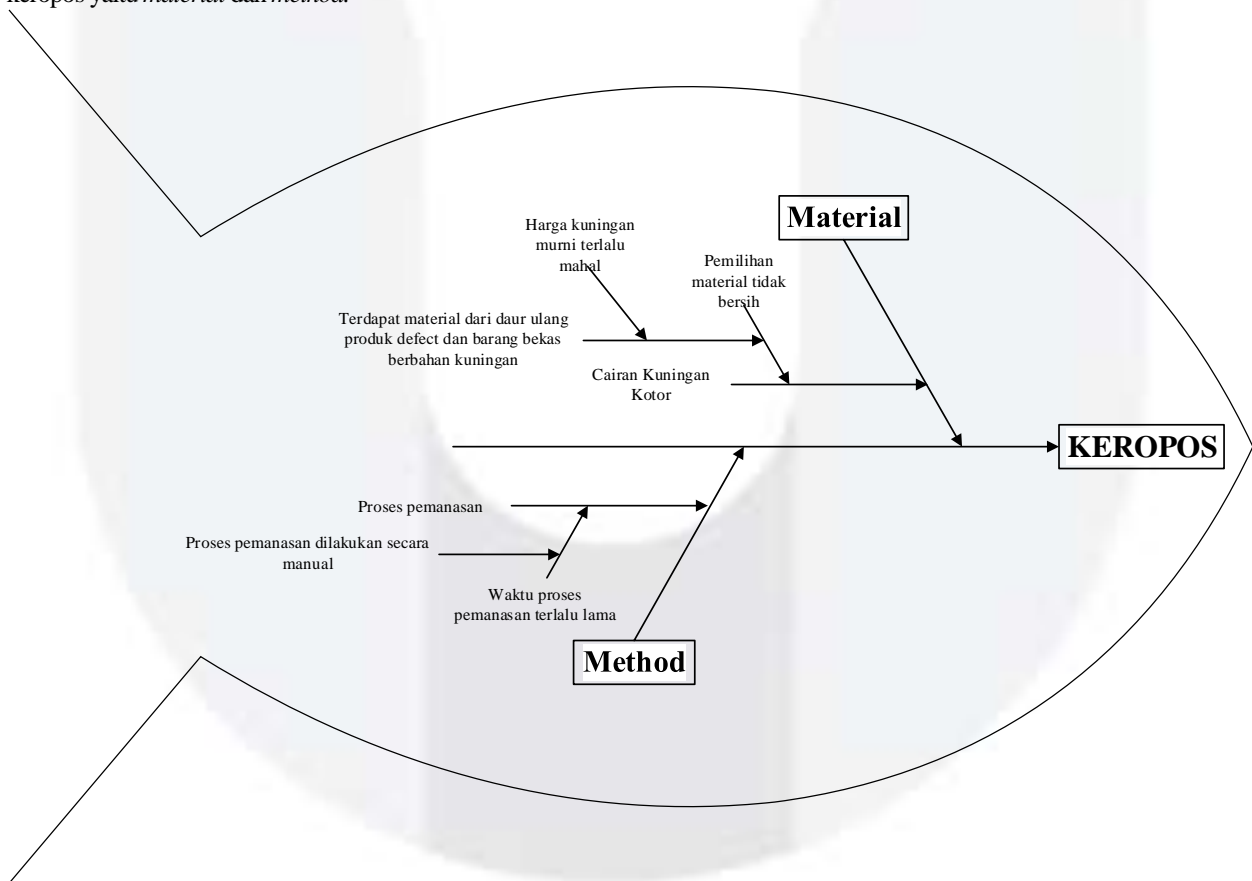 keropos yaitu material dan method.
Material
Harga kuningan
murni terlalu
mahal
Pemilihan
material tidak
bersih
Terdapat material dari daur ulang
produk defect dan barang bekas
berbahan kuningan
Cairan Kuningan
Kotor
KEROPOS
Proses pemanasan
Proses pemanasan dilakukan secara
manual
Waktu proses
pemanasan terlalu lama
Method